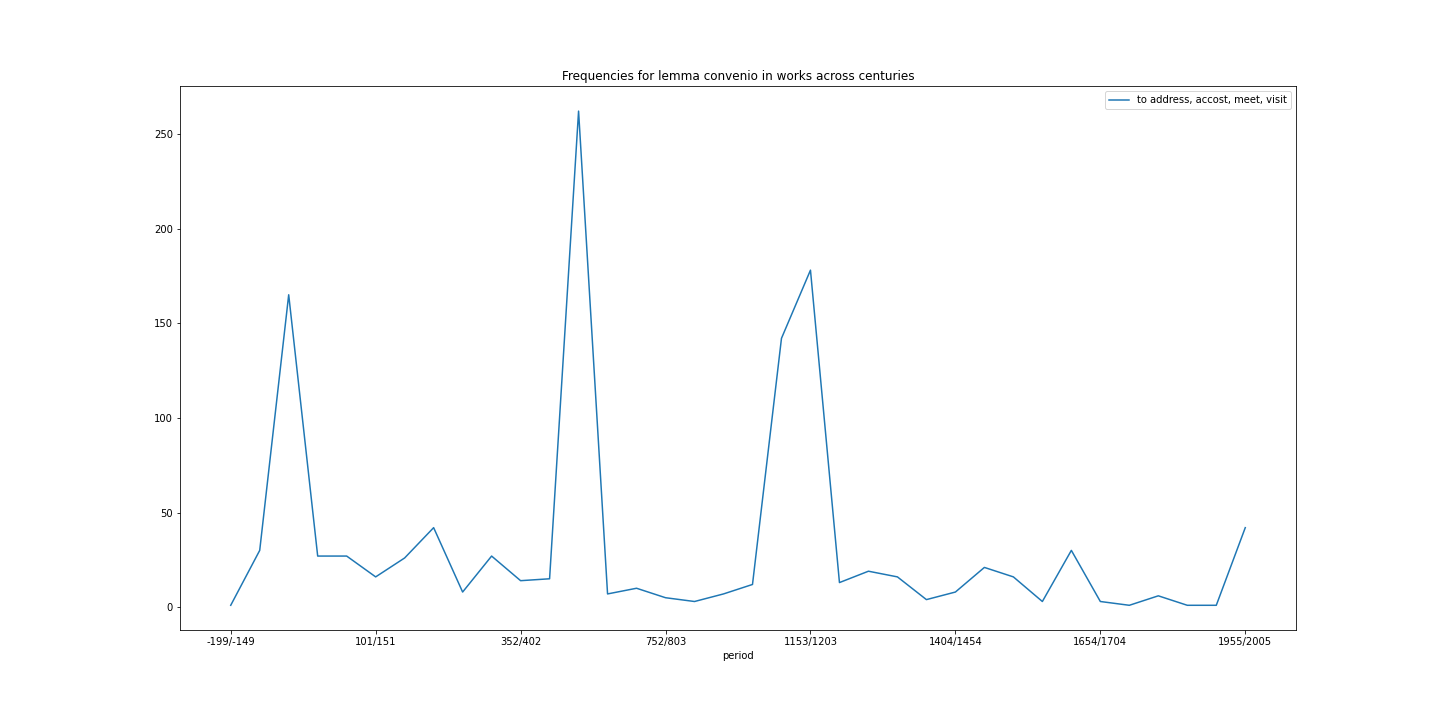 Frequencies for lemma convenio in works across centuries
to address, accost, meet, visit
250
200
150
100
50
0
-199/-149 101/151 352/402 752/803 1153/1203 1404/1454 1654/1704 1955/2005
period